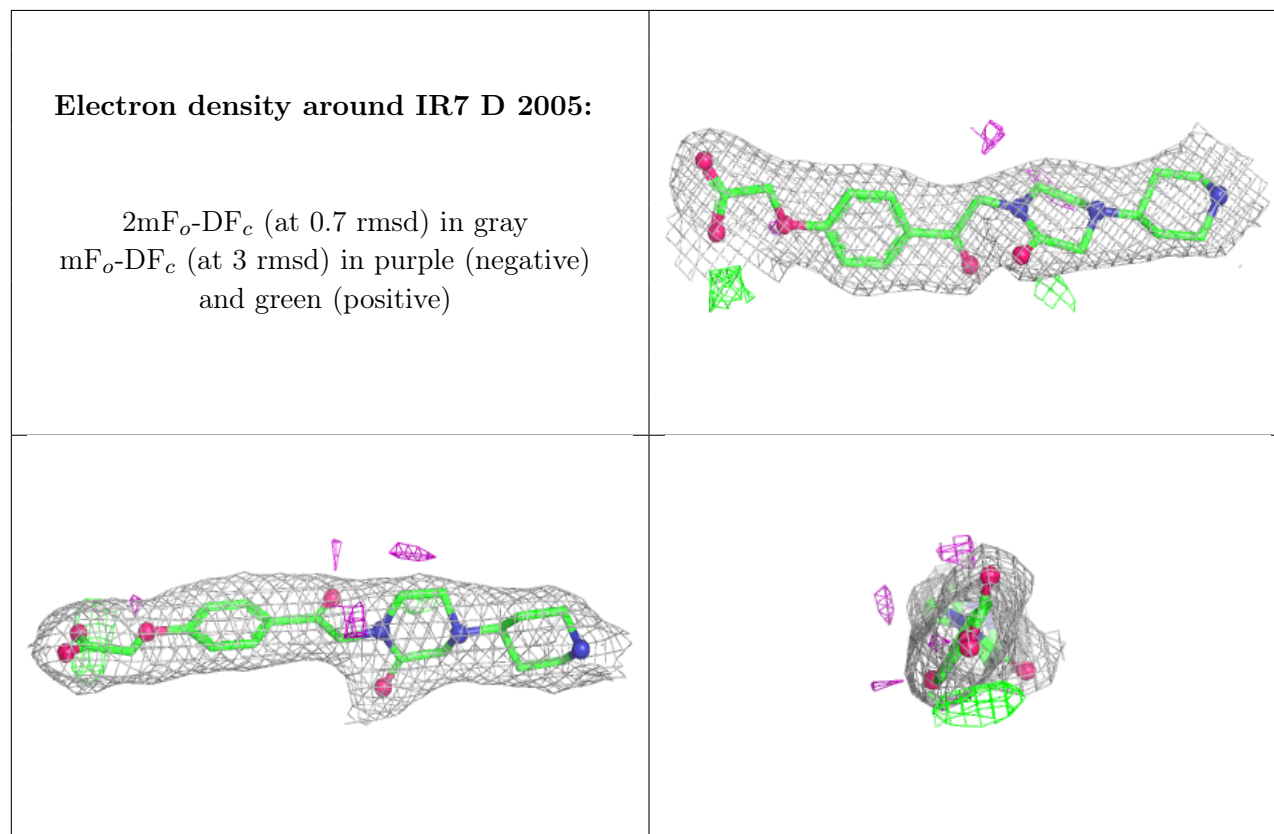 Electron density around IR7 D 2005:
2mFo-DFc (at 0.7 rmsd) in gray
mFo-DFc (at 3 rmsd) in purple (negative)
and green (positive)